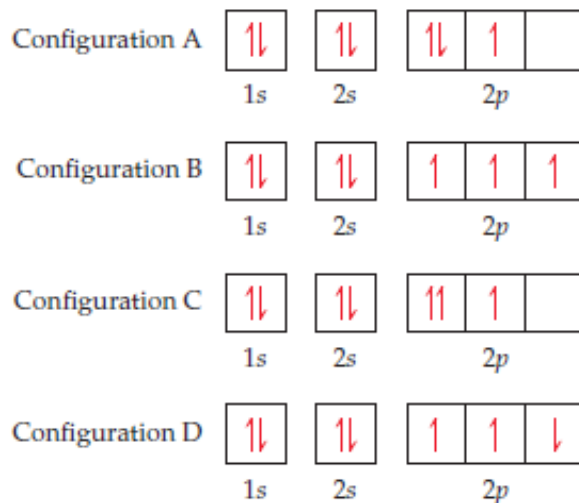 Configuration A
1s 2s 2p
Configuration B
1s 2s 2p
Configuration C
1s 2s 2p
Configuration D
1s 2s 2p